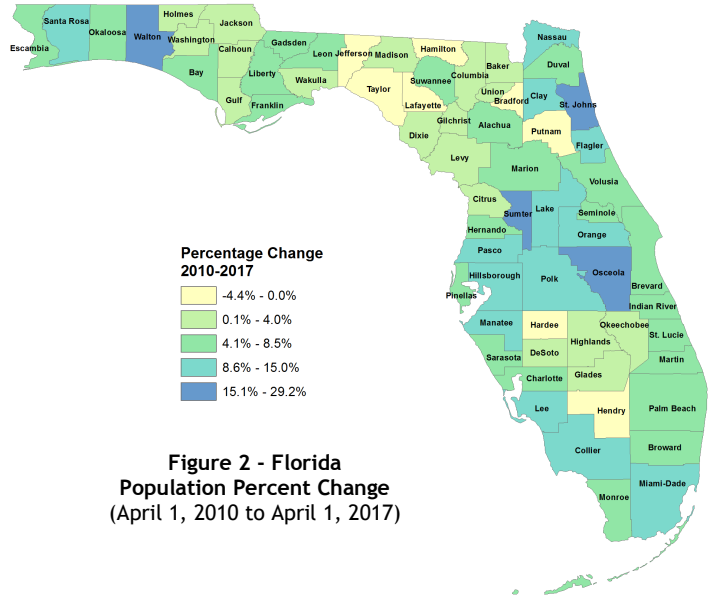 Holmes
Santa Rosa
Jackson
Okaloosa
Walton
Washington
Escambia
Calhoun
Gadsden
Leon
Jefferson
Madison
Hamilton
Nassau
Bay
Liberty
Wakulla
Taylor
Suwannee
Columbia
Baker
Duval
Gulf
Franklin
Lafayette
Union
Bradford
Clay
St. Johns
Dixie
Gilchrist
Alachua
Putnam
Flagler
Levy
Marion
Volusia
Citrus
Sumter
Lake
Seminole
Hernando
Orange
Pasco
Percentage Change
2010-2017
-4.4% - 0.0%
0.1% - 4.0%
4.1% - 8.5%
8.6% - 15.0%
15.1% - 29.2%
Hillsborough
Polk
Osceola
Brevard
Pinellas
Indian River
Manatee
Hardee
Okeechobee
St. Lucie
Highlands
Sarasota
DeSoto
Martin
Charlotte
Glades
Lee
Hendry
Palm Beach
Collier
Broward
Monroe
Miami-Dade
Figure 2 - Florida
Population Percent Change
(April 1, 2010 to April 1, 2017)